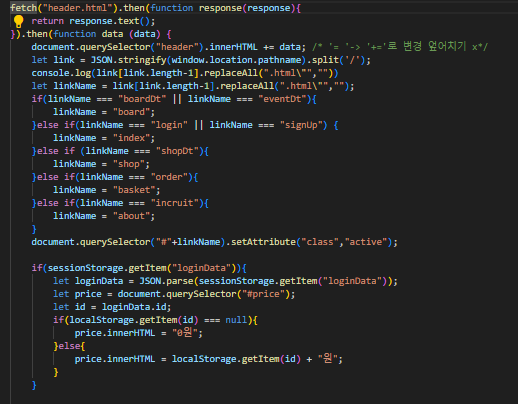 fetch("header.html").then(function response(response){
    return response.text();
}).then(function data (data) {
    document.querySelector("header").innerHTML += data; /* '= '-> '+='로 변경 덮어치기 x*/
    let link = JSON.stringify(window.location.pathname).split('/');
    console.log(link[link.length-1].replaceAll(".html\"",""))
    let linkName = link[link.length-1].replaceAll(".html\"","");
    if(linkName === "boardDt" || linkName === "eventDt"){
        linkName = "board";
    }else if(linkName === "login" || linkName === "signUp") {
        linkName = "index";
    }else if (linkName === "shopDt"){
        linkName = "shop";
    }else if(linkName === "order"){
        linkName = "basket";
    }else if(linkName === "incruit"){
        linkName = "about";
    }
    document.querySelector("#"+linkName).setAttribute("class","active");
    if(sessionStorage.getItem("loginData")){
        let loginData = JSON.parse(sessionStorage.getItem("loginData"));
        let price = document.querySelector("#price");
        let id = loginData.id;
        if(localStorage.getItem(id) === null){
            price.innerHTML = "0원";
        }else{
            price.innerHTML = localStorage.getItem(id) + "원";
        }
    }